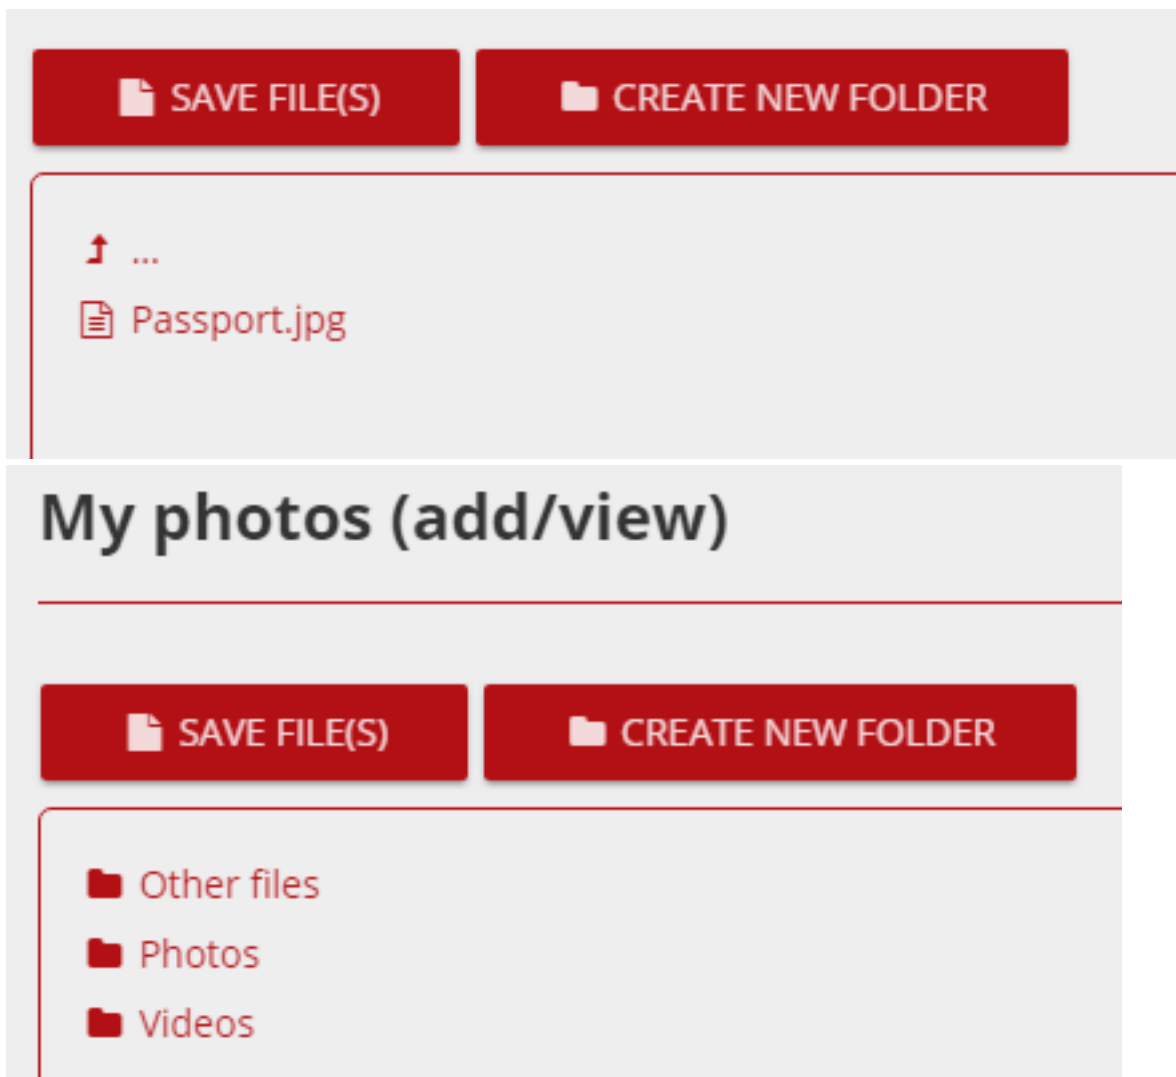 SAVE FILE(S) CREATE NEW FOLDER
...
Passport.jpg
My photos (add/view)
SAVE FILE(S) CREATE NEW FOLDER
Other files
Photos
Videos